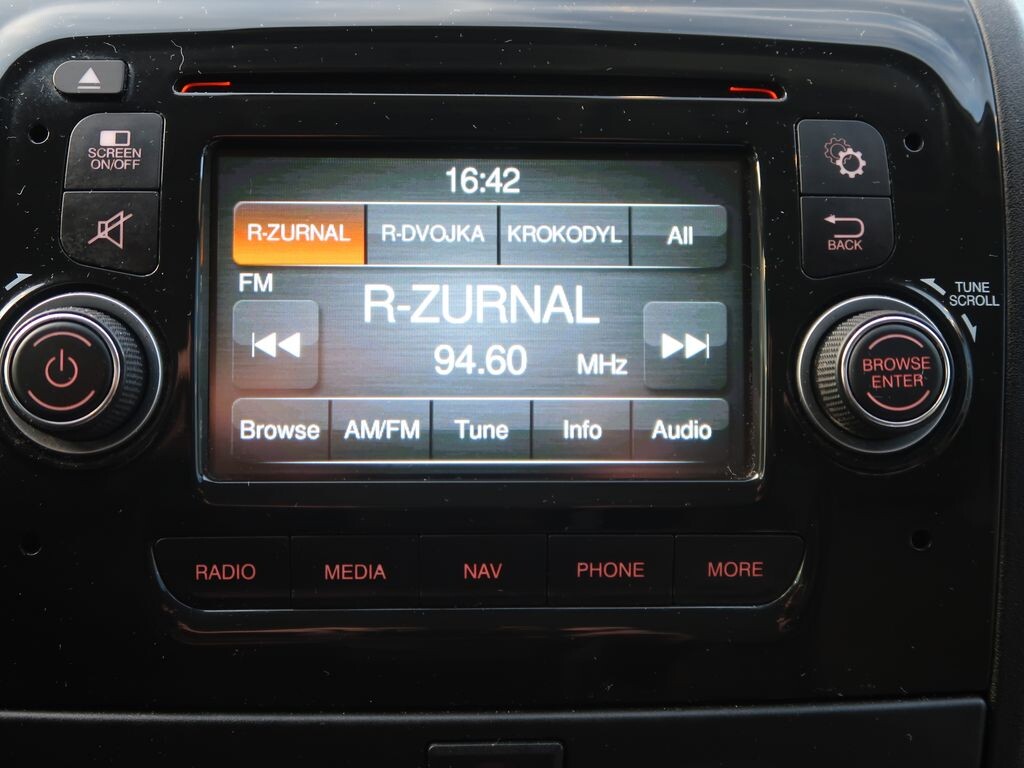 SCREEN
ON/OFF
16:42
R-ZURNAL R-DVOJKA KROKODYL All
FM
R-ZURNAL
94.60 MHz
Browse AM/FM Tune Info Audio
BACK
TUNE
SCROLL
BROWSE
ENTER
RADIO MEDIA NAV PHONE MORE